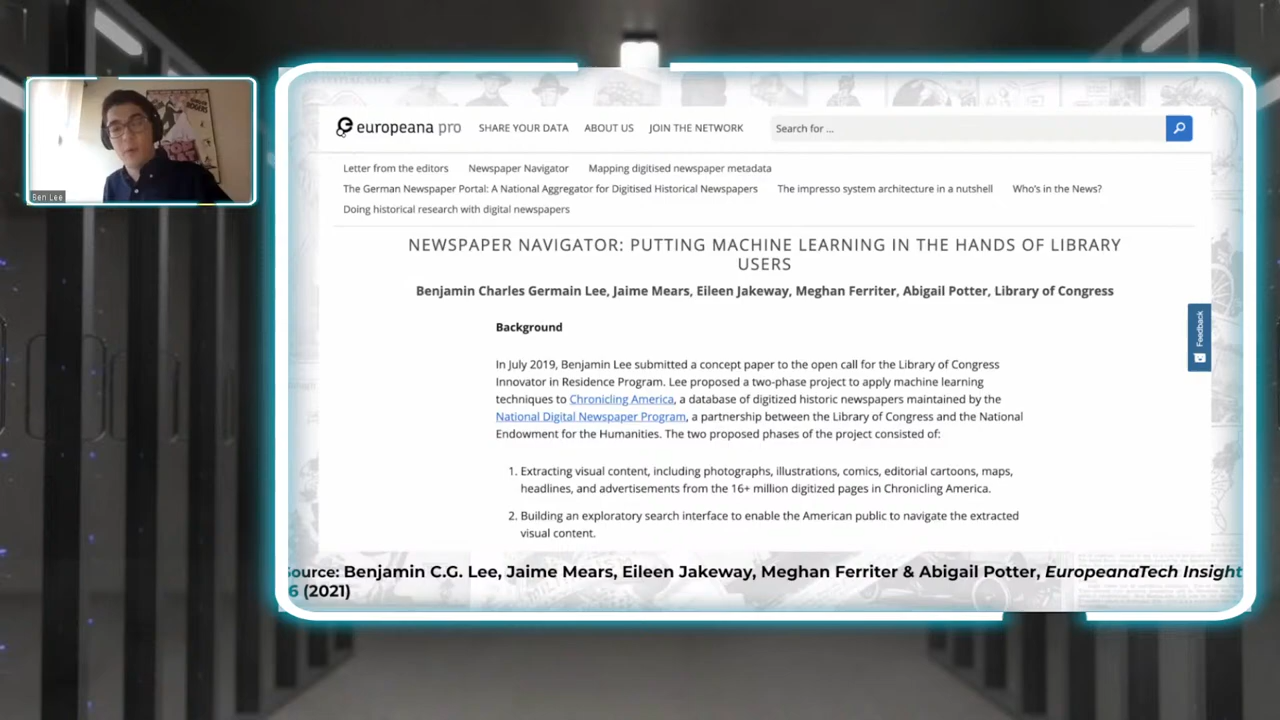 Ben Lee
europeana pro
SHARE YOUR DATA ABOUT US JOIN THE NETWORK
Search for ...
Letter from the editors Newspaper Navigator Mapping digitised newspaper metadata
The German Newspaper Portal: A National Aggregator for Digitised Historical Newspapers The impresso system architecture in a nutshell Who's in the News?
Doing historical research with digital newspapers
NEWSPAPER NAVIGATOR: PUTTING MACHINE LEARNING IN THE HANDS OF LIBRARY
USERS
Benjamin Charles Germain Lee, Jaime Mears, Eileen Jakeway, Meghan Ferriter, Abigail Potter, Library of Congress
Feedback
Background
In July 2019, Benjamin Lee submitted a concept paper to the open call for the Library of Congress
Innovator in Residence Program. Lee proposed a two-phase project to apply machine learning
techniques to Chronicling America, a database of digitized historic newspapers maintained by the
National Digital Newspaper Program, a partnership between the Library of Congress and the National
Endowment for the Humanities. The two proposed phases of the project consisted of:
1. Extracting visual content, including photographs, illustrations, comics, editorial cartoons, maps,
headlines, and advertisements from the 16+ million digitized pages in Chronicling America.
2. Building an exploratory search interface to enable the American public to navigate the extracted
visual content.
Source: Benjamin C.G. Lee, Jaime Mears, Eileen Jakeway, Meghan Ferriter & Abigail Potter, EuropeanaTech Insight
6 (2021)